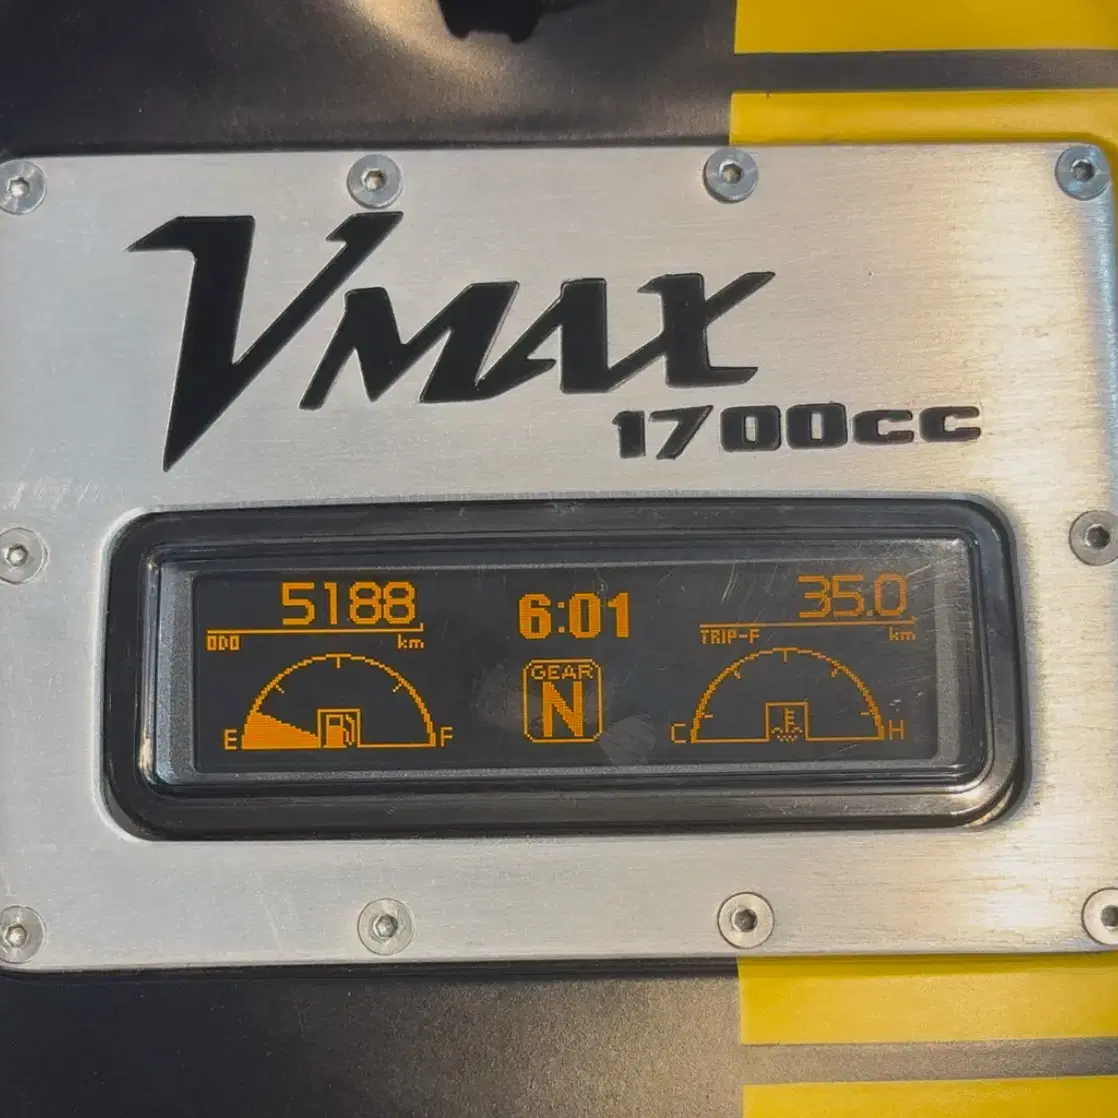 VMAX
1700CC
5188
ODO km
6:01
35.0
TRIP-F km
GEAR
N
E F
C H